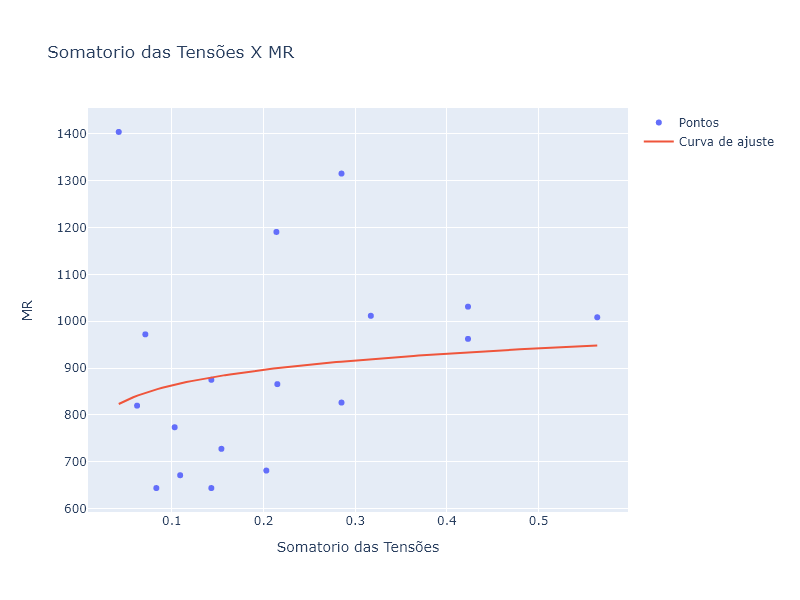 Somatorio das Tensões X MR
Pontos
Curva de ajuste
MR
1400
1300
1200
1100
1000
900
800
700
600
0.1
0.2
0.3
0.4
0.5
Somatorio das Tensões